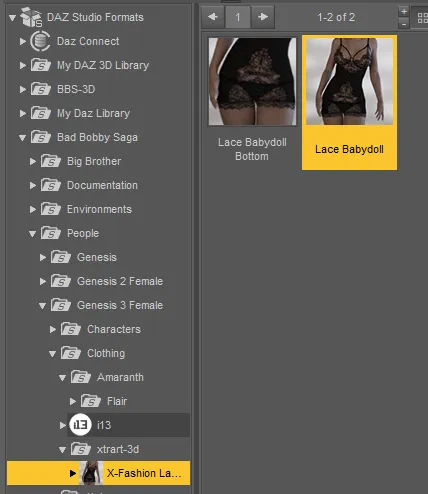 DAZ Studio Formats
Daz Connect
My DAZ 3D Library
BBS-3D
My Daz Library
Bad Bobby Saga
Big Brother
Documentation
Environments
People
Genesis
Genesis 2 Female
Genesis 3 Female
Characters
Clothing
Amaranth
Flair
i13
i13
xtrart-3d
X-Fashion La...
1
1-2 of 2
+
-
Lace Babydoll
Bottom
Lace Babydoll